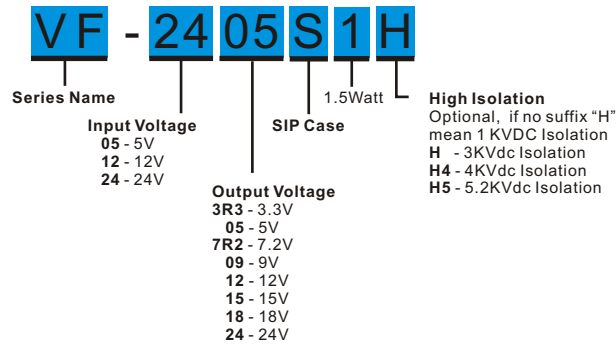 VF - 24 05 S 1 H
Series Name
Input Voltage
05 - 5V
12 - 12V
24 - 24V
Output Voltage
3R3 - 3.3V
05 - 5V
7R2 - 7.2V
09 - 9V
12 - 12V
15 - 15V
18 - 18V
24 - 24V
SIP Case
1.5Watt
High Isolation
Optional, if no suffix “H”
mean 1 KVDC Isolation
H - 3KVdc Isolation
H4 - 4KVdc Isolation
H5 - 5.2KVdc Isolation